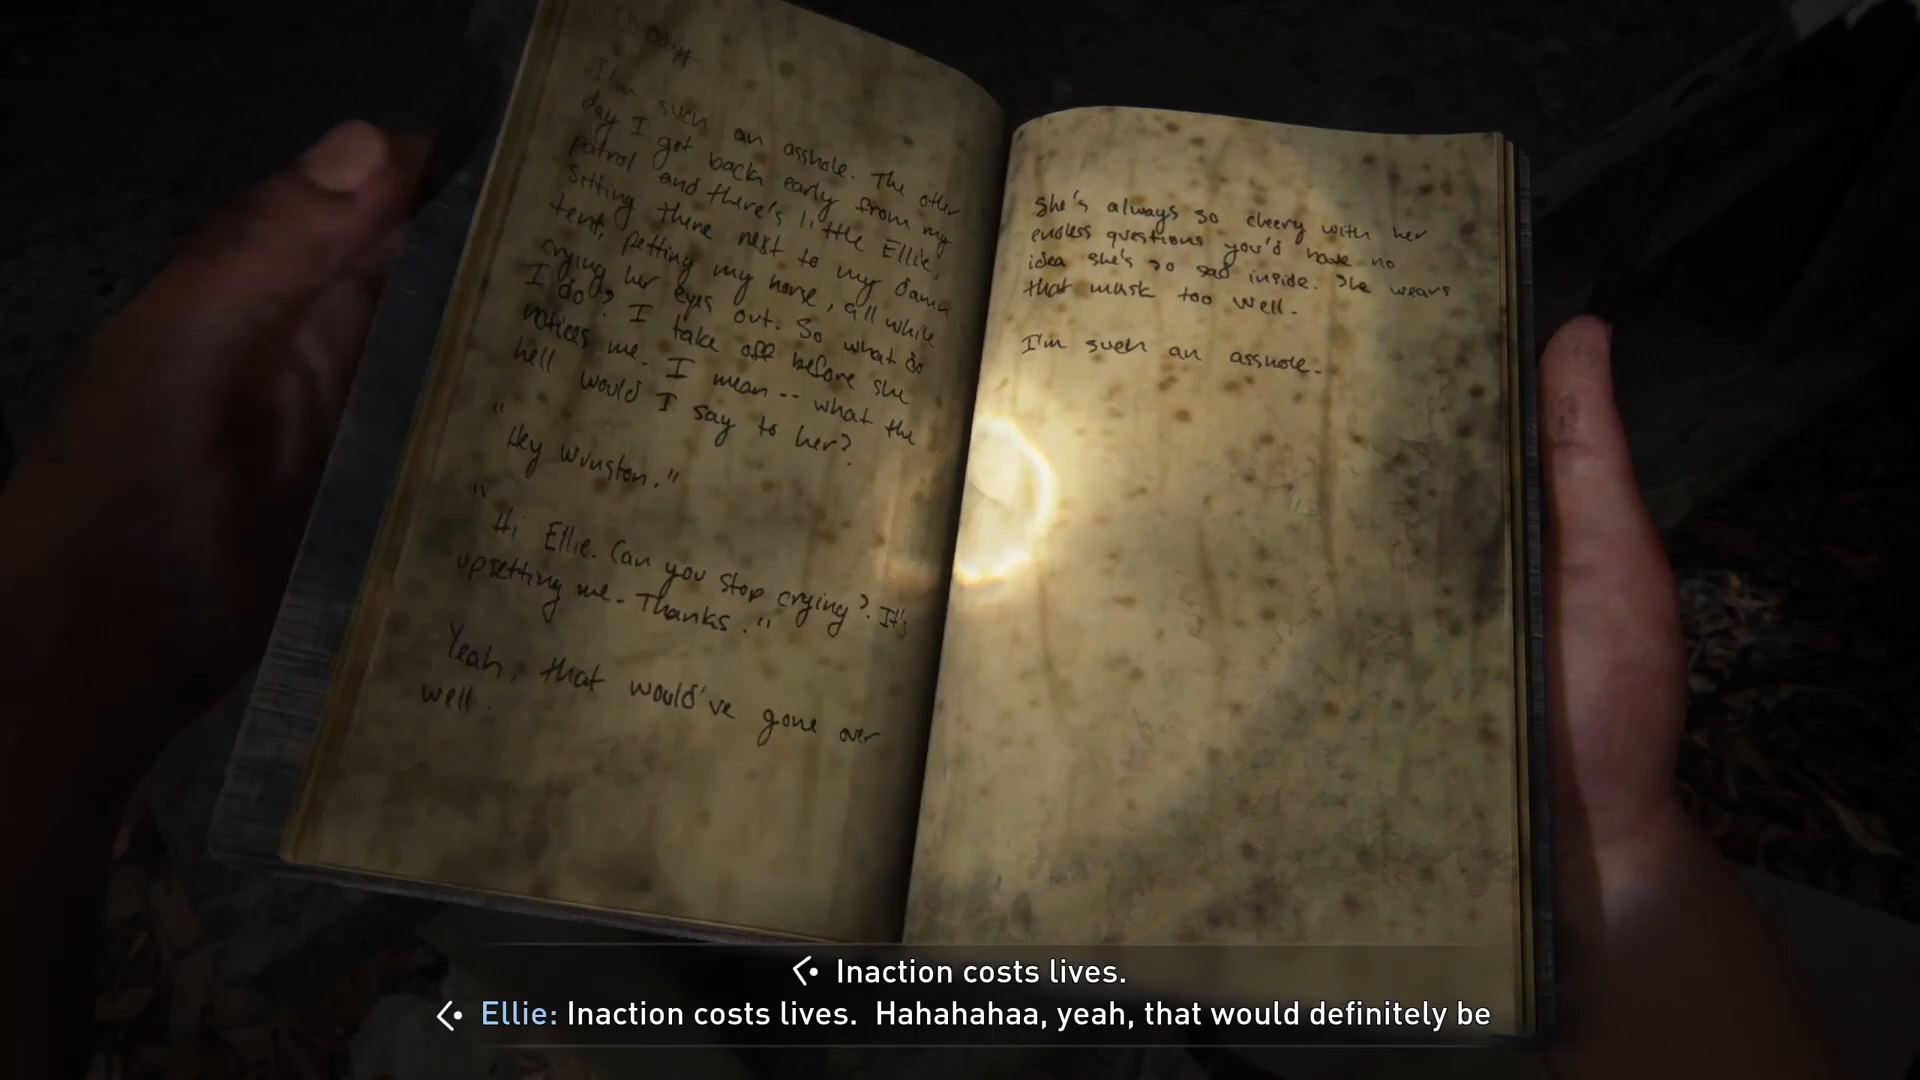 I'm such an asshole. The other
day I got back early from my
patrol and there's little Ellie,
sitting there next to my damn
tent, petting my horse, all while
crying her eyes out. So what do
I do? I take off before she
notices me. I mean -- what the
hell would I say to her?
"Hey Winston."
"Hi Ellie. Can you stop crying? It's
upsetting me. Thanks."
Yeah, that would've gone over
well.
She's always so cheery with her
endless questions you'd have no
idea she's so sad inside. She wears
that mask too well.
I'm such an asshole.
Inaction costs lives.
Ellie: Inaction costs lives. Hahahahaa, yeah, that would definitely be